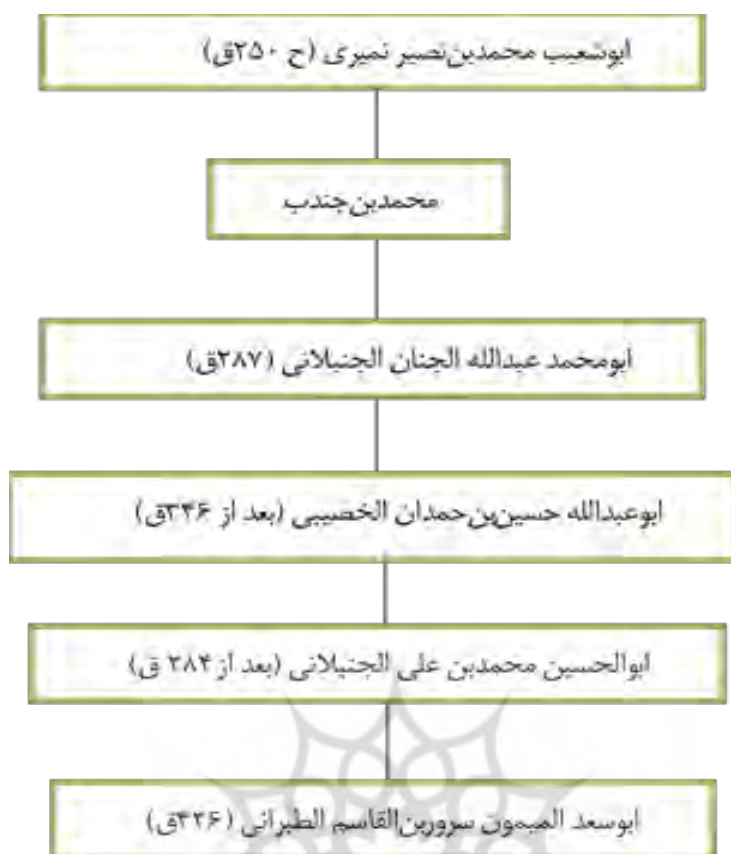 ابوشعیب محمدبن‌نصیر نمیری (ح ۲۵۰ق)
محمدبن‌جندب
ابومحمد عبدالله الجنان الجنبلانی (۲۸۷ق)
ابوعبدالله حسین‌بن‌حمدان الخصیبی (بعد از ۳۴۶ق)
ابوالحسین محمدبن علی الجنبلانی (بعد از ۳۸۴ ق)
ابوسعد المیمون سروربن‌القاسم الطبرانی (۴۲۶ق)